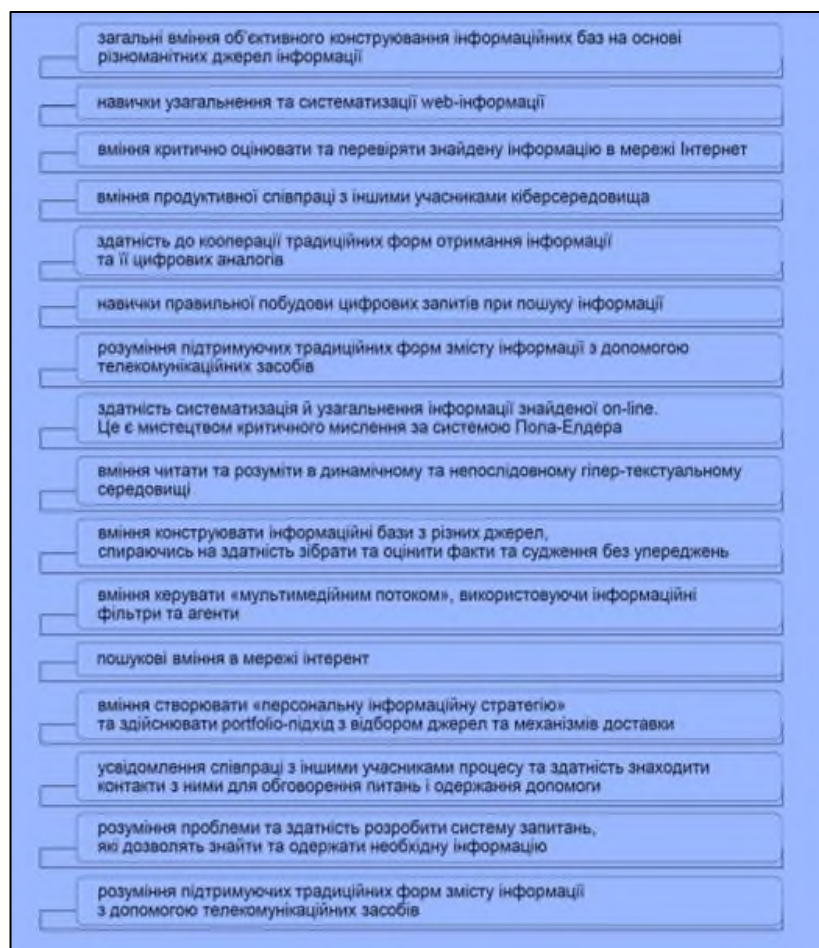 загальні вміння об'єктивного конструювання інформаційних баз на основі
різноманітних джерел інформації
навички узагальнення та систематизації web-інформації
вміння критично оцінювати та перевіряти знайдену інформацію в мережі Інтернет
вміння продуктивної співпраці з іншими учасниками кіберсередовища
здатність до кооперації традиційних форм отримання інформації
та її цифрових аналогів
навички правильної побудови цифрових запитів при пошуку інформації
розуміння підтримуючих традиційних форм змісту інформації з допомогою
телекомунікаційних засобів
здатність систематизація й узагальнення інформації знайденої on-line.
Це є мистецтвом критичного мислення за системою Пола-Елдера
вміння читати та розуміти в динамічному та непослідовному гіпер-текстуальному
середовищі
вміння конструювати інформаційні бази з різних джерел,
спираючись на здатність зібрати та оцінити факти та судження без упереджень
вміння керувати «мультимедійним потоком», використовуючи інформаційні
фільтри та агенти
пошукові вміння в мережі інтерент
вміння створювати «персональну інформаційну стратегію»
та здійснювати portfolio-підхід з відбором джерел та механізмів доставки
усвідомлення співпраці з іншими учасниками процесу та здатність знаходити
контакти з ними для обговорення питань і одержання допомоги
розуміння проблеми та здатність розробити систему запитань,
які дозволять знайти та одержати необхідну інформацію
розуміння підтримуючих традиційних форм змісту інформації
з допомогою телекомунікаційних засобів